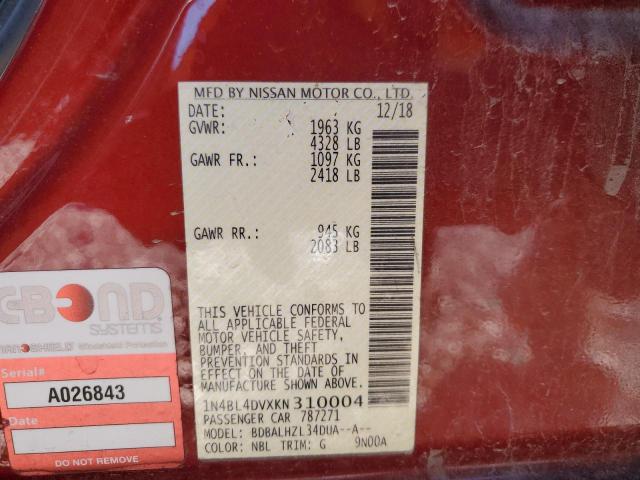 MFD BY NISSAN MOTOR CO., LTD.
DATE: 12/18
GVWR: 1963 KG
4328 LB
GAWR FR.: 1097 KG
2418 LB
GAWR RR.: 945 KG
2083 LB
THIS VEHICLE CONFORMS TO
ALL APPLICABLE FEDERAL
MOTOR VEHICLE SAFETY,
BUMPER, AND THEFT
PREVENTION STANDARDS IN
EFFECT ON THE DATE OF
MANUFACTURE SHOWN ABOVE.
1N4BL4DVXKN310004
PASSENGER CAR 787271
MODEL: BDBALHZL34DUA--A--
COLOR: NBL TRIM: G 9N00A
C-BOND
SYSTEMS
Windshield Protection
Serial#
A026843
DO NOT REMOVE